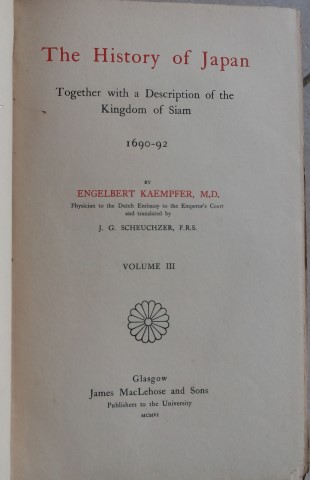 The History of Japan
Together with a Description of the
Kingdom of Siam
1690-92
BY
ENGELBERT KAEMPFER, M.D.
Physician to the Dutch Embassy to the Emperor's Court
and translated by
J. G. SCHEUCHZER, F.R.S.
VOLUME III
Glasgow
James MacLehose and Sons
Publishers to the University
MCMVI